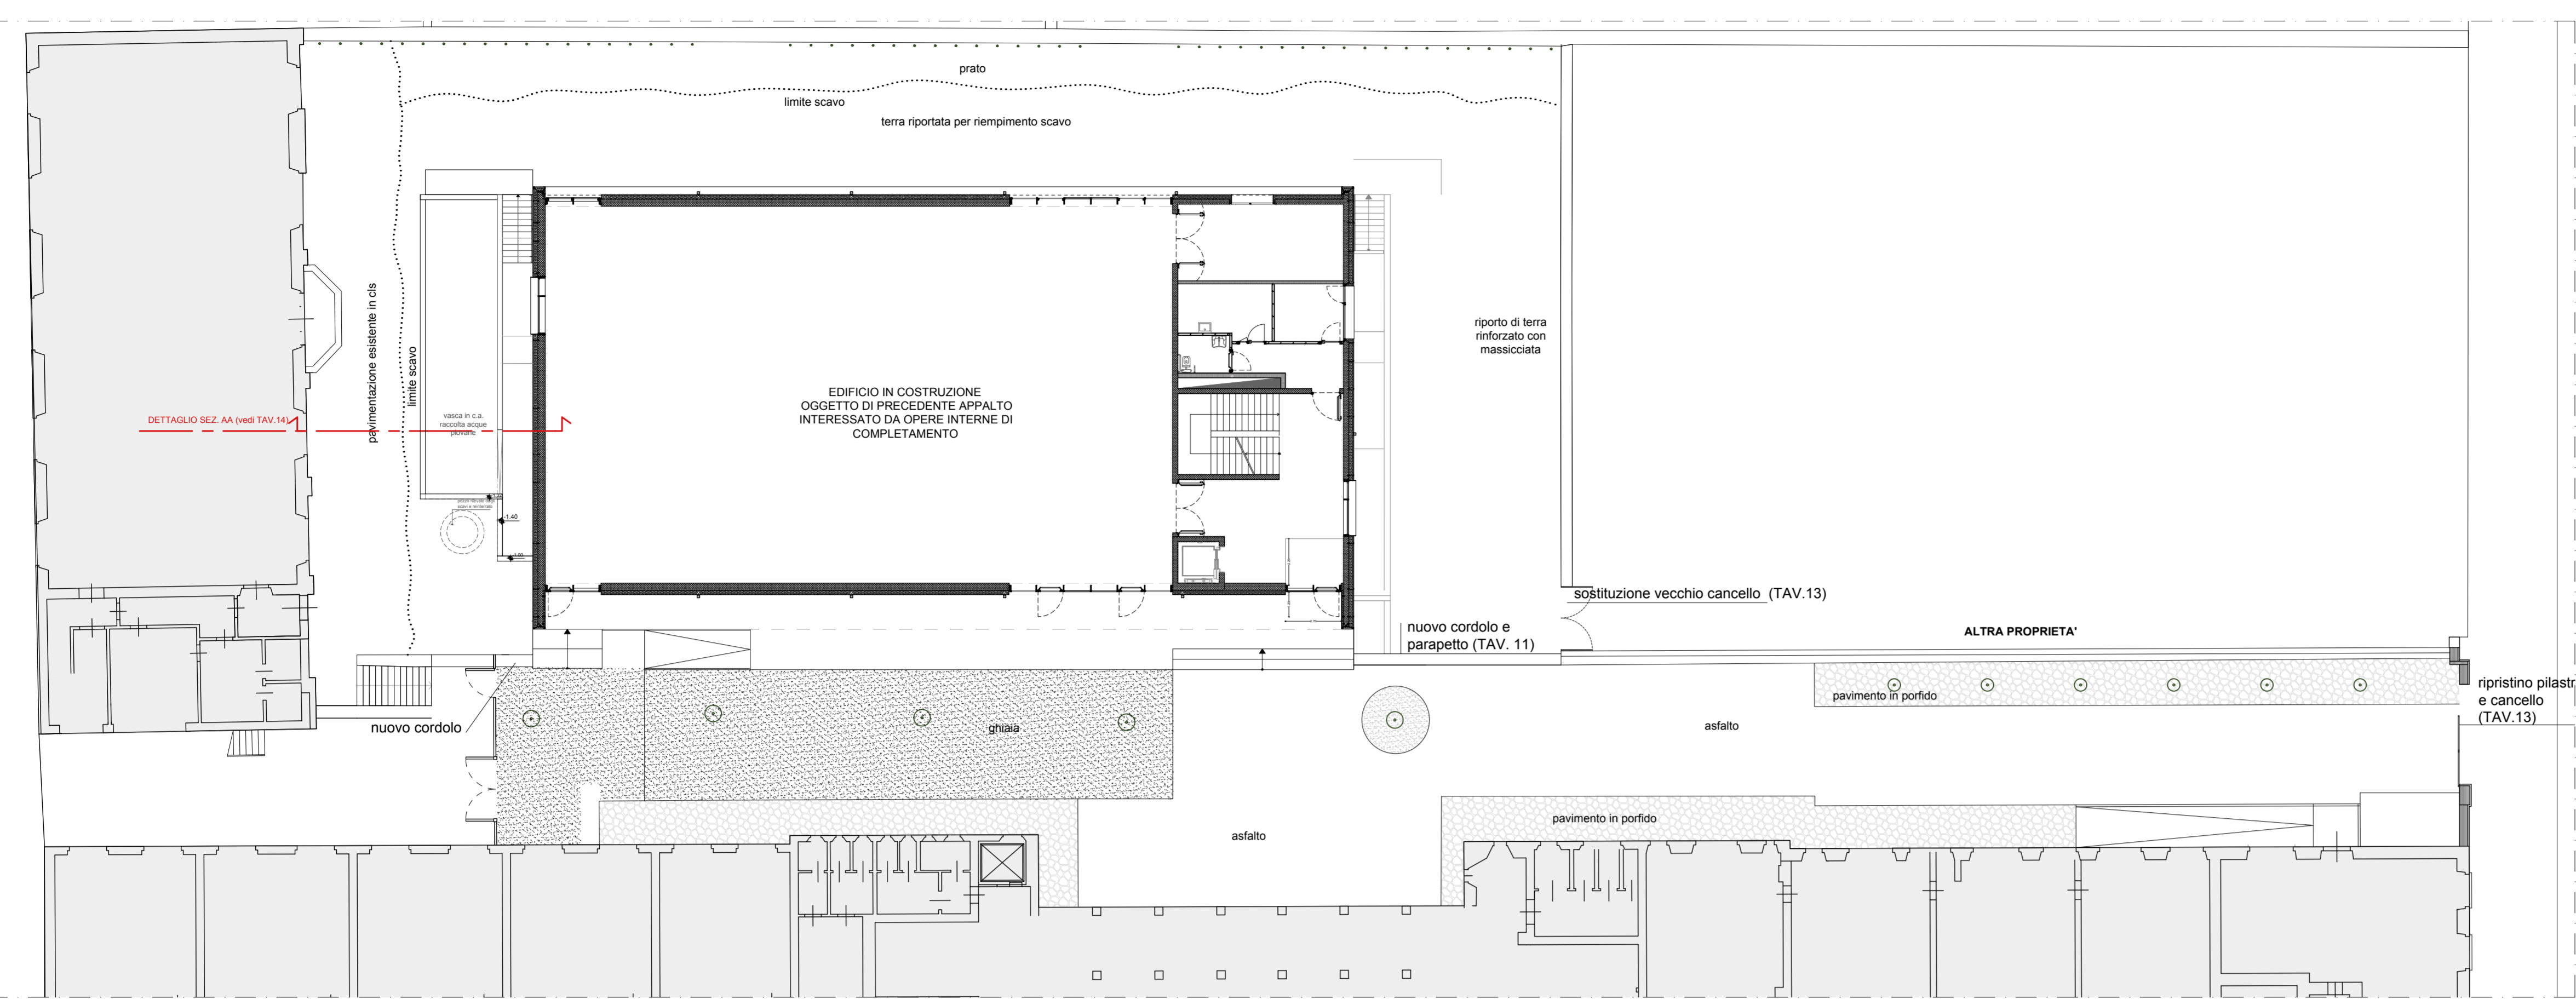 prato
limite scavo
terra riportata per riempimento scavo
pavimentazione esistente in cls
limite scavo
riporto di terra
rinforzato con
massicciata
EDIFICIO IN COSTRUZIONE
OGGETTO DI PRECEDENTE APPALTO
INTERESSATO DA OPERE INTERNE DI
COMPLETAMENTO
DETTAGLIO SEZ. AA (vedi TAV.14)
vasca in c.a.
raccolta acque
piovane
-1.40
sostituzione vecchio cancello (TAV.13)
nuovo cordolo e
parapetto (TAV. 11)
ALTRA PROPRIETA'
pavimento in porfido
ripristino pilastr
e cancello
(TAV.13)
nuovo cordolo
ghiaia
asfalto
pavimento in porfido
asfalto